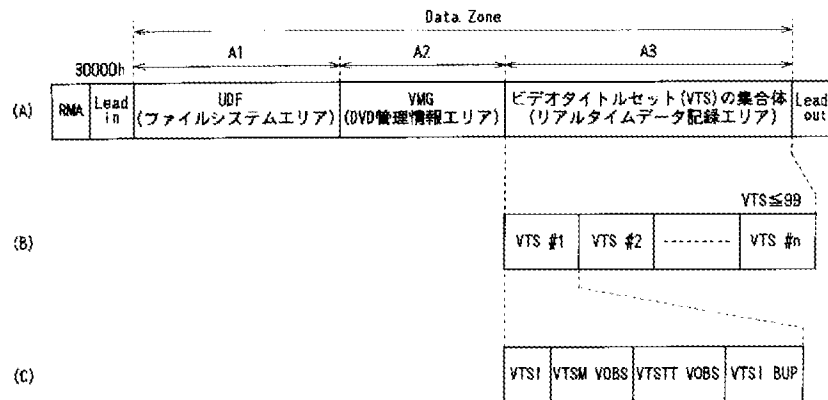 Data Zone
A1 A2 A3
30000h
(A) RMA Lead in UDF (ファイルシステムエリア) VMG (DVD管理情報エリア) ビデオタイトルセット(VTS)の集合体 (リアルタイムデータ記録エリア) Lead out
VTS≦99
(B) VTS #1 VTS #2 VTS #n
(C) VTSI VTSM VOBS VTSTT VOBS VTSI BUP